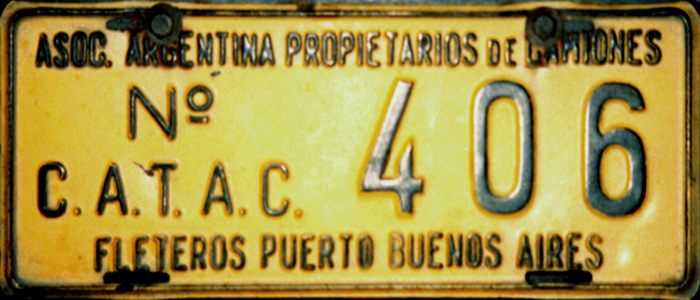 ASOC. ARGENTINA PROPIETARIOS DE CAMIONES
Nº 406
C.A.T.A.C.
FLETEROS PUERTO BUENOS AIRES